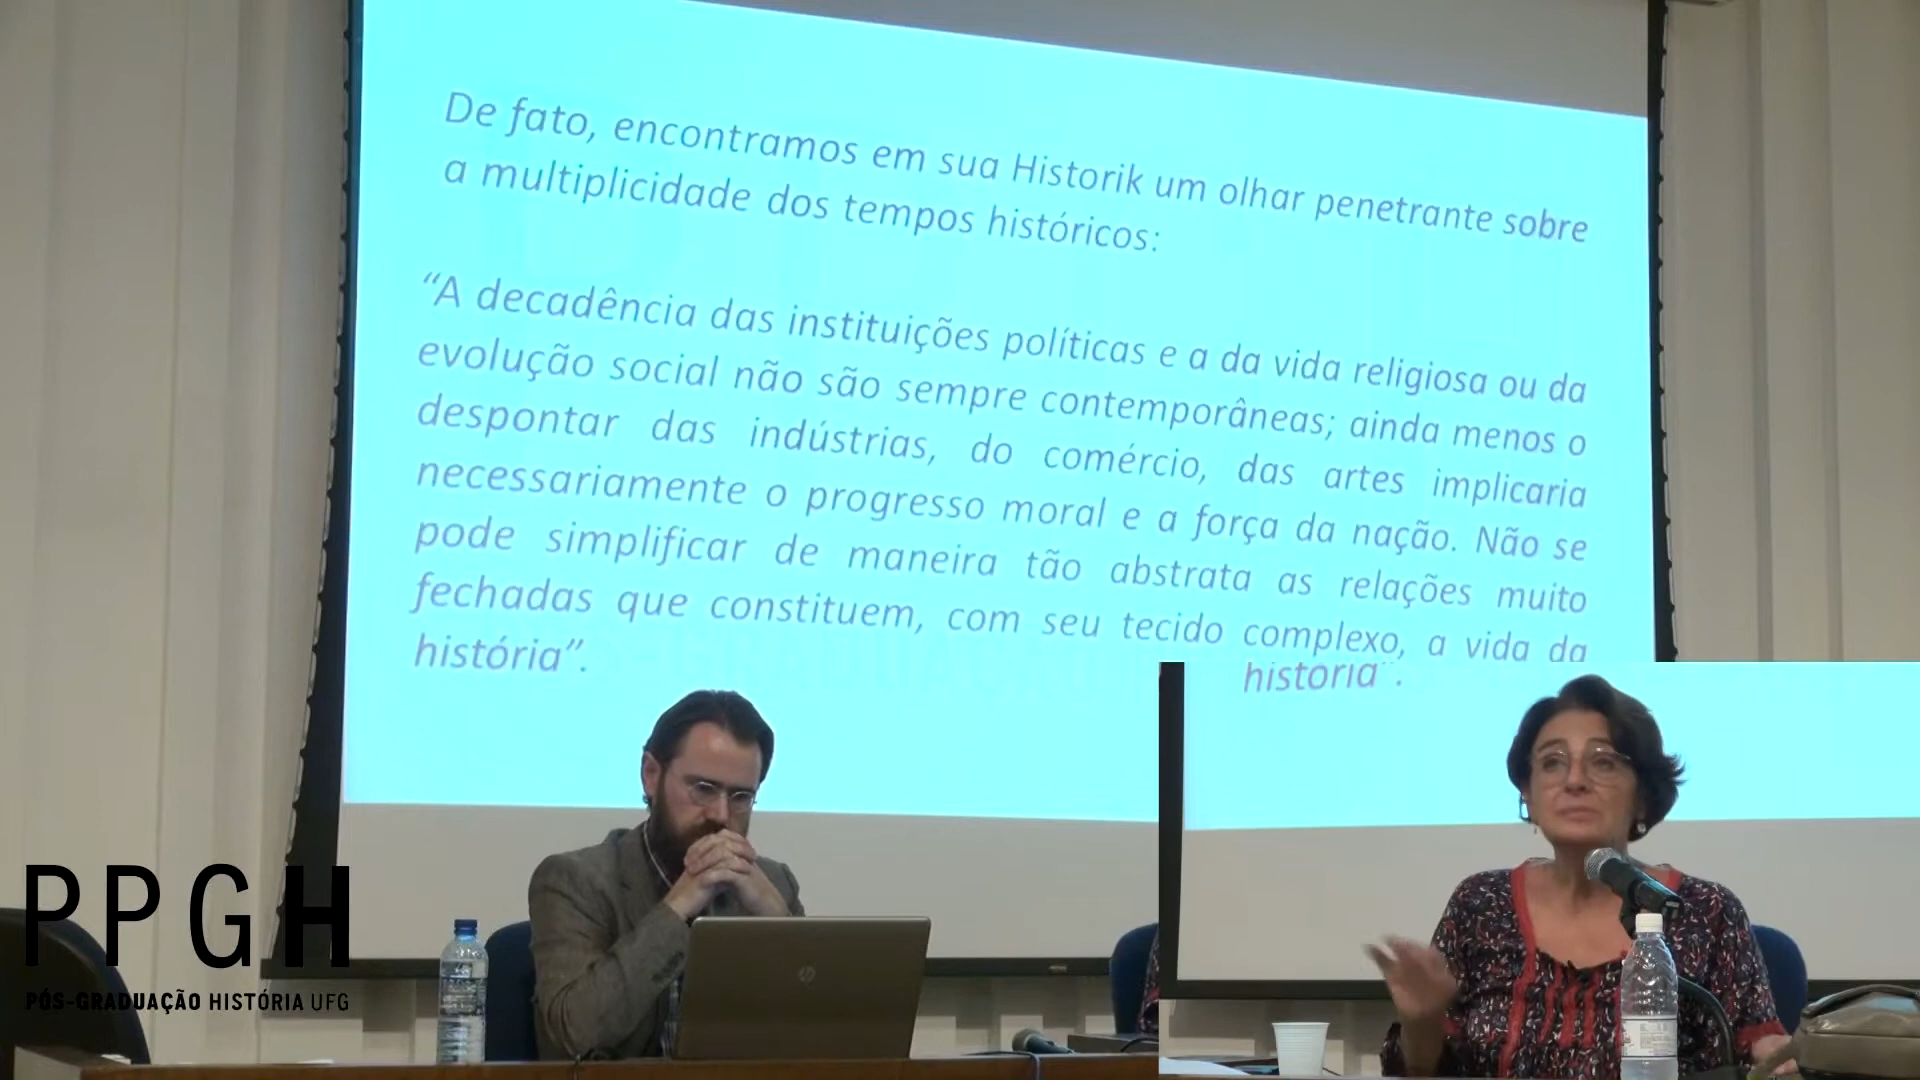 De fato, encontramos em sua Historik um olhar penetrante sobre
a multiplicidade dos tempos históricos:
“A decadência das instituições políticas e a da vida religiosa ou da
evolução social não são sempre contemporâneas; ainda menos o
despontar das indústrias, do comércio, das artes implicaria
necessariamente o progresso moral e a força da nação. Não se
pode simplificar de maneira tão abstrata as relações muito
fechadas que constituem, com seu tecido complexo, a vida da
história”.
história”.
PPGH
PÓS-GRADUAÇÃO HISTÓRIA UFG
hp